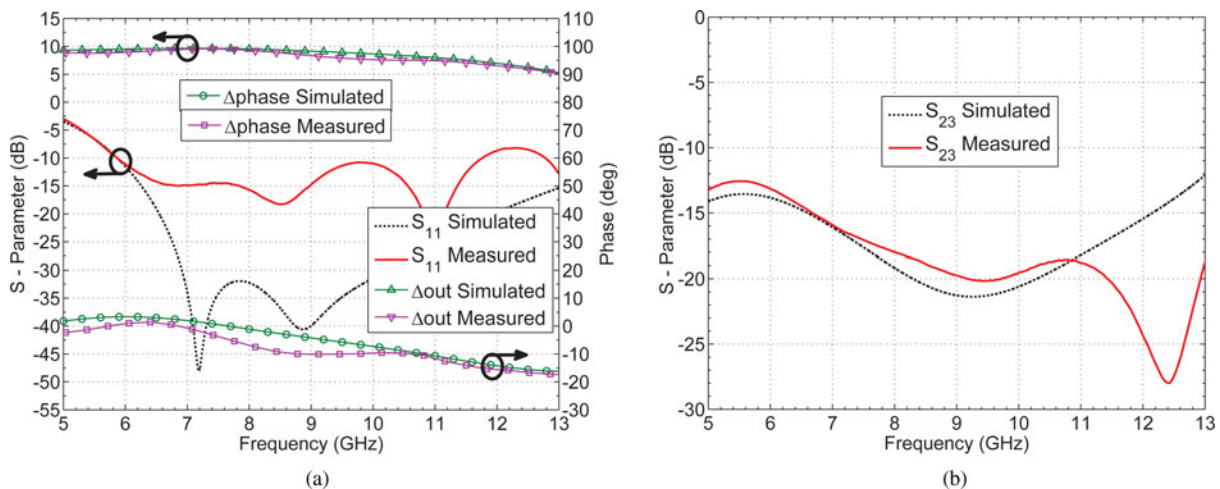 15
10
5
0
-5
-10
-15
-20
-25
-30
-35
-40
-45
-50
-55
S - Parameter (dB)
Δphase Simulated
Δphase Measured
S11 Simulated
S11 Measured
Δout Simulated
Δout Measured
110
100
90
80
70
60
50
40
30
20
10
0
-10
-20
-30
Phase (deg)
5 6 7 8 9 10 11 12 13
Frequency (GHz)
(a)
0
-5
-10
-15
-20
-25
-30
S - Parameter (dB)
S23 Simulated
S23 Measured
5 6 7 8 9 10 11 12 13
Frequency (GHz)
(b)